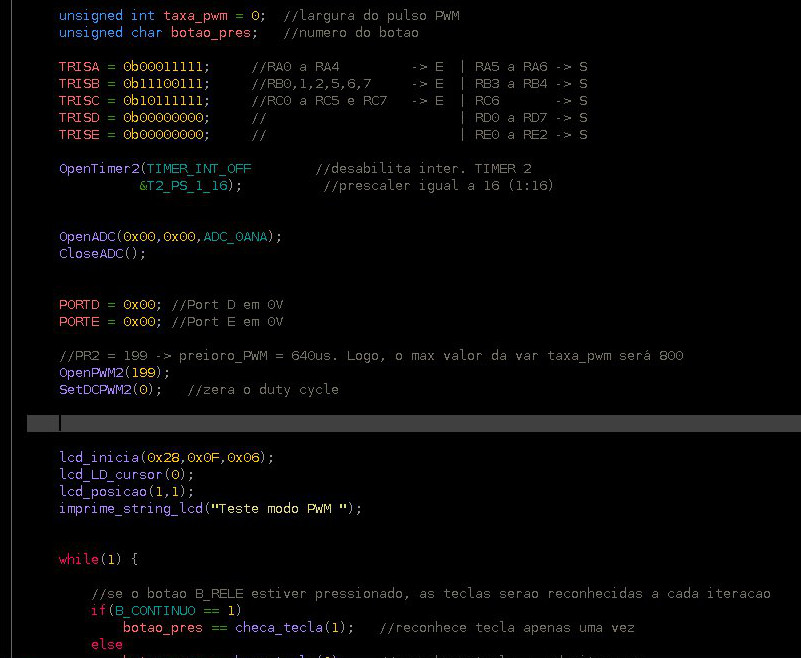 unsigned int taxa_pwm = 0;  //largura do pulso PWM
unsigned char botao_pres;   //numero do botao
TRISA = 0b00011111;     //RA0 a RA4         -> E  | RA5 a RA6 -> S
TRISB = 0b11100111;     //RB0,1,2,5,6,7     -> E  | RB3 a RB4 -> S
TRISC = 0b10111111;     //RC0 a RC5 e RC7   -> E  | RC6       -> S
TRISD = 0b00000000;     //                        | RD0 a RD7 -> S
TRISE = 0b00000000;     //                        | RE0 a RE2 -> S
OpenTimer2(TIMER_INT_OFF        //desabilita inter. TIMER 2
&T2_PS_1_16);          //prescaler igual a 16 (1:16)
OpenADC(0x00,0x00,ADC_0ANA);
CloseADC();
PORTD = 0x00; //Port D em 0V
PORTE = 0x00; //Port E em 0V
//PR2 = 199 -> preioro_PWM = 640us. Logo, o max valor da var taxa_pwm será 800
OpenPWM2(199);
SetDCPWM2(0);   //zera o duty cycle
lcd_inicia(0x28,0x0F,0x06);
lcd_LD_cursor(0);
lcd_posicao(1,1);
imprime_string_lcd("Teste modo PWM ");
while(1) {
//se o botao B_RELE estiver pressionado, as teclas serao reconhecidas a cada iteracao
if(B_CONTINUO == 1)
botao_pres == checa_tecla(1);   //reconhece tecla apenas uma vez
else